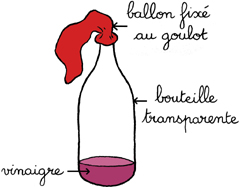 ballon fixé
au goulot
bouteille
transparente
vinaigre